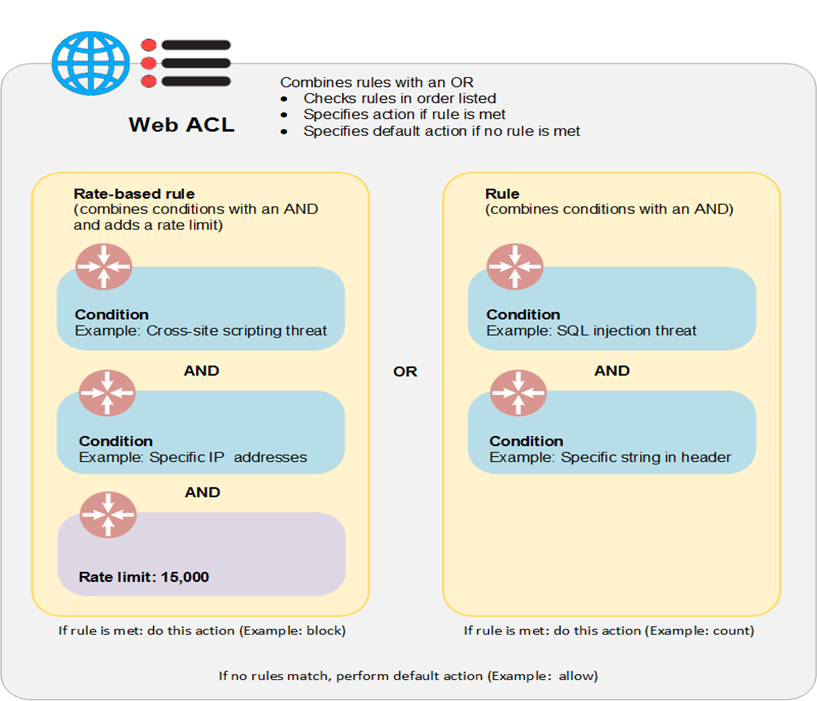 Web ACL
Combines rules with an OR
● Checks rules in order listed
● Specifies action if rule is met
● Specifies default action if no rule is met
Rate-based rule
(combines conditions with an AND
and adds a rate limit)
Condition
Example: Cross-site scripting threat
AND
Condition
Example: Specific IP addresses
AND
Rate limit: 15,000
If rule is met: do this action (Example: block)
OR
Rule
(combines conditions with an AND)
Condition
Example: SQL injection threat
AND
Condition
Example: Specific string in header
If rule is met: do this action (Example: count)
If no rules match, perform default action (Example: allow)